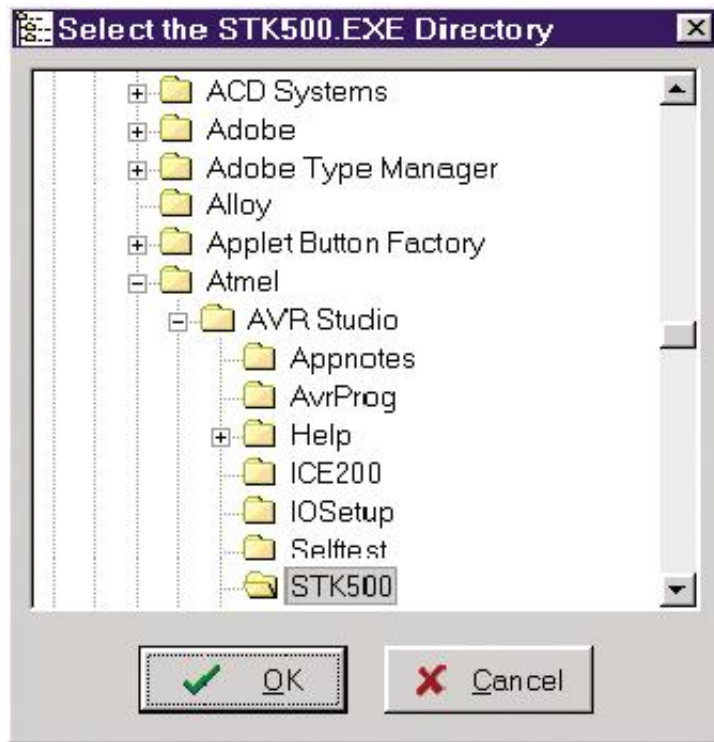 Select the STK500.EXE Directory
ACD Systems
Adobe
Adobe Type Manager
Alloy
Applet Button Factory
Atmel
AVR Studio
Appnotes
AvrProg
Help
ICE200
IOSetup
Selftest
STK500
OK
Cancel